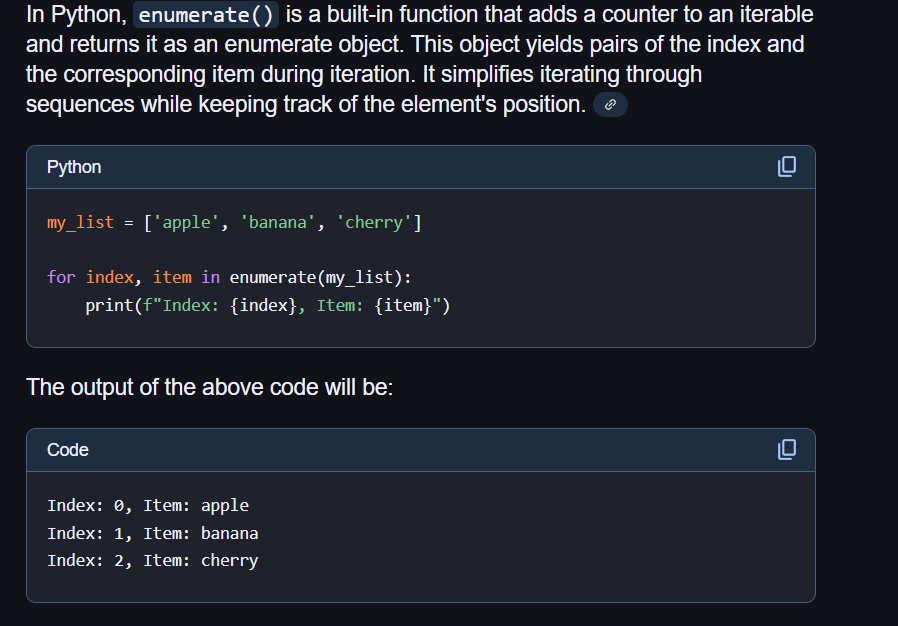 In Python, enumerate() is a built-in function that adds a counter to an iterable
and returns it as an enumerate object. This object yields pairs of the index and
the corresponding item during iteration. It simplifies iterating through
sequences while keeping track of the element's position.
Python
my_list = ['apple', 'banana', 'cherry']
for index, item in enumerate(my_list):
    print(f"Index: {index}, Item: {item}")
The output of the above code will be:
Code
Index: 0, Item: apple
Index: 1, Item: banana
Index: 2, Item: cherry